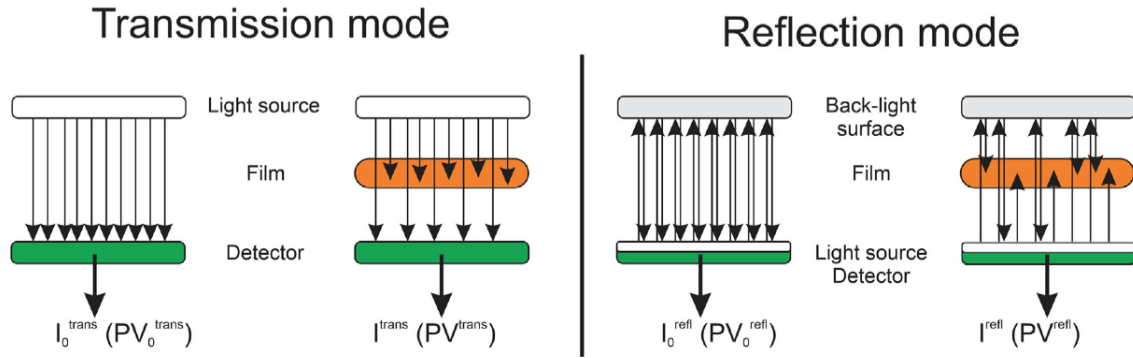 Transmission mode
Reflection mode
Light source
Film
Detector
I₀ᵗʳᵃⁿˢ (PV₀ᵗʳᵃⁿˢ)
Iᵗʳᵃⁿˢ (PVᵗʳᵃⁿˢ)
Back-light
surface
Film
Light source
Detector
I₀ʳᵉᶠˡ (PV₀ʳᵉᶠˡ)
Iʳᵉᶠˡ (PVʳᵉᶠˡ)